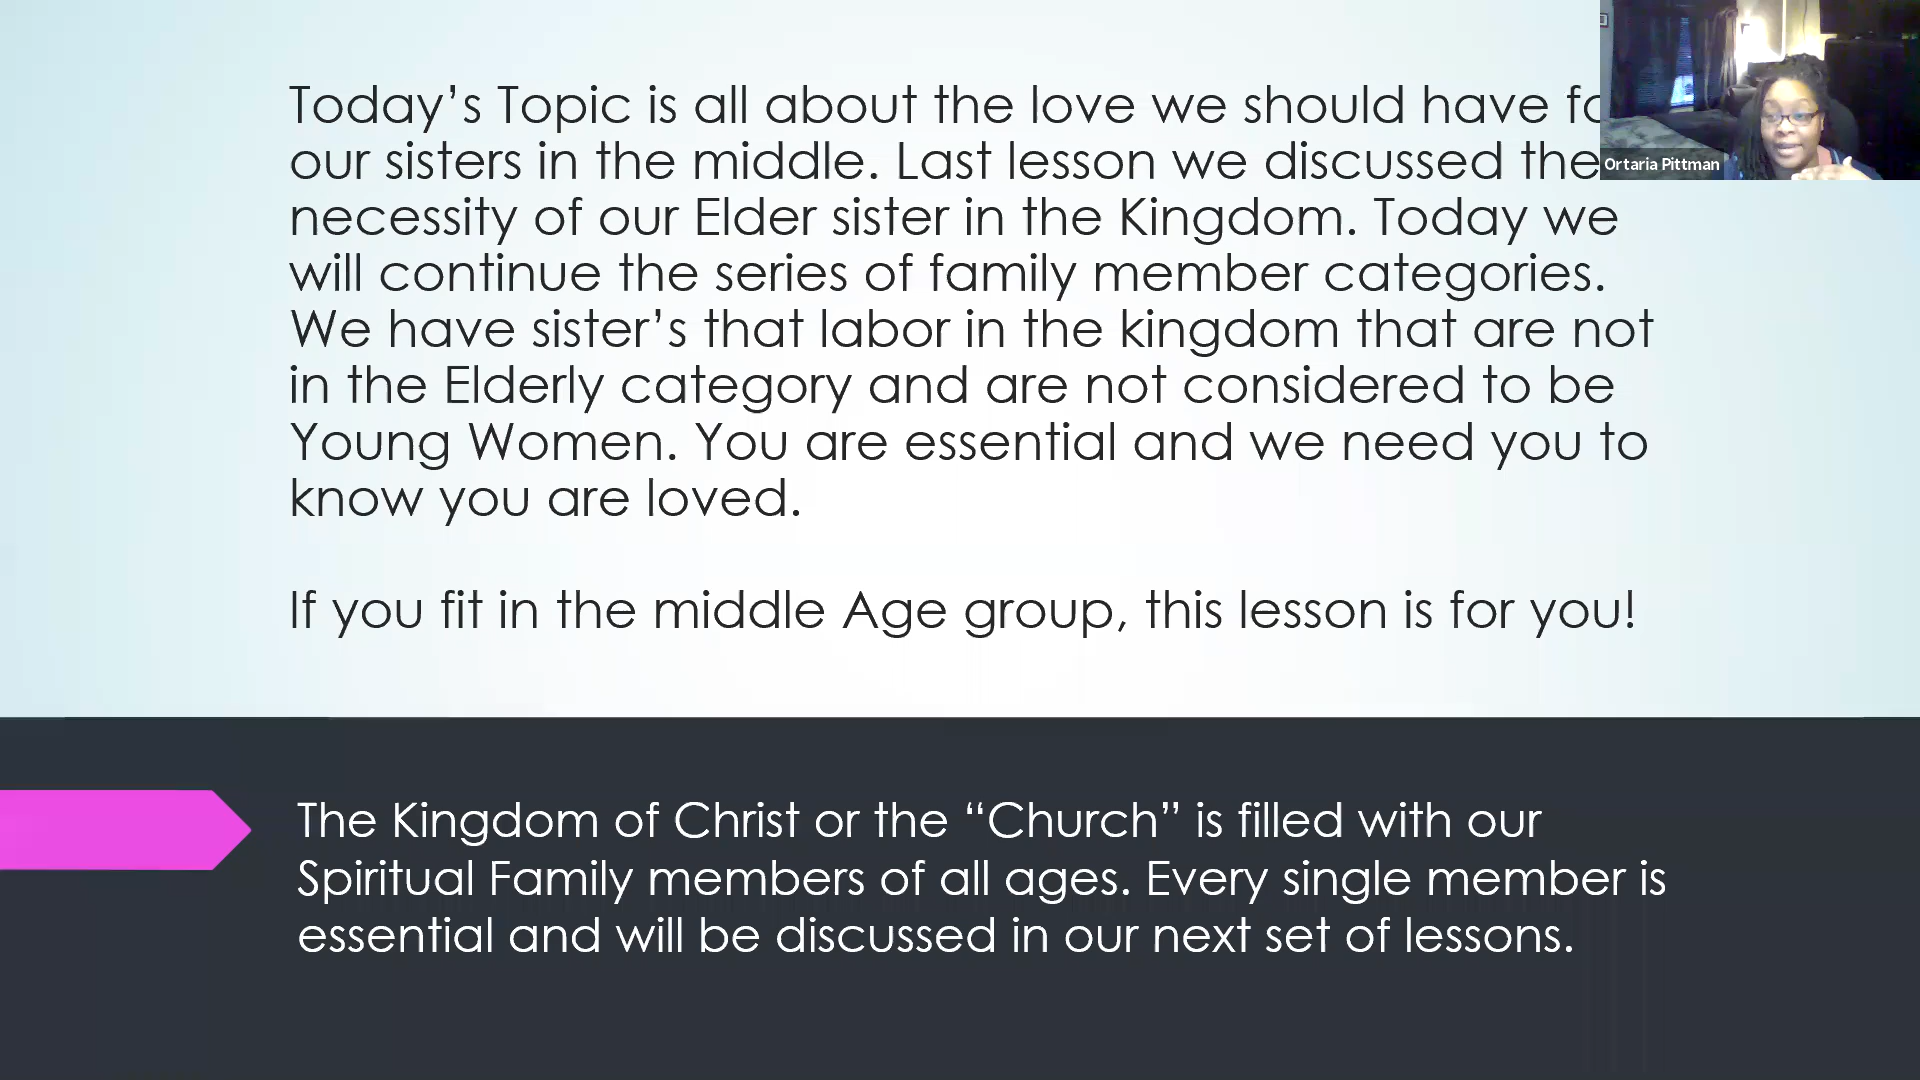 Today’s Topic is all about the love we should have
our sisters in the middle. Last lesson we discussed the
necessity of our Elder sister in the Kingdom. Today we
will continue the series of family member categories.
We have sister’s that labor in the kingdom that are not
in the Elderly category and are not considered to be
Young Women. You are essential and we need you to
know you are loved.
If you fit in the middle Age group, this lesson is for you!
The Kingdom of Christ or the “Church” is filled with our
Spiritual Family members of all ages. Every single member is
essential and will be discussed in our next set of lessons.
Ortaria Pittman